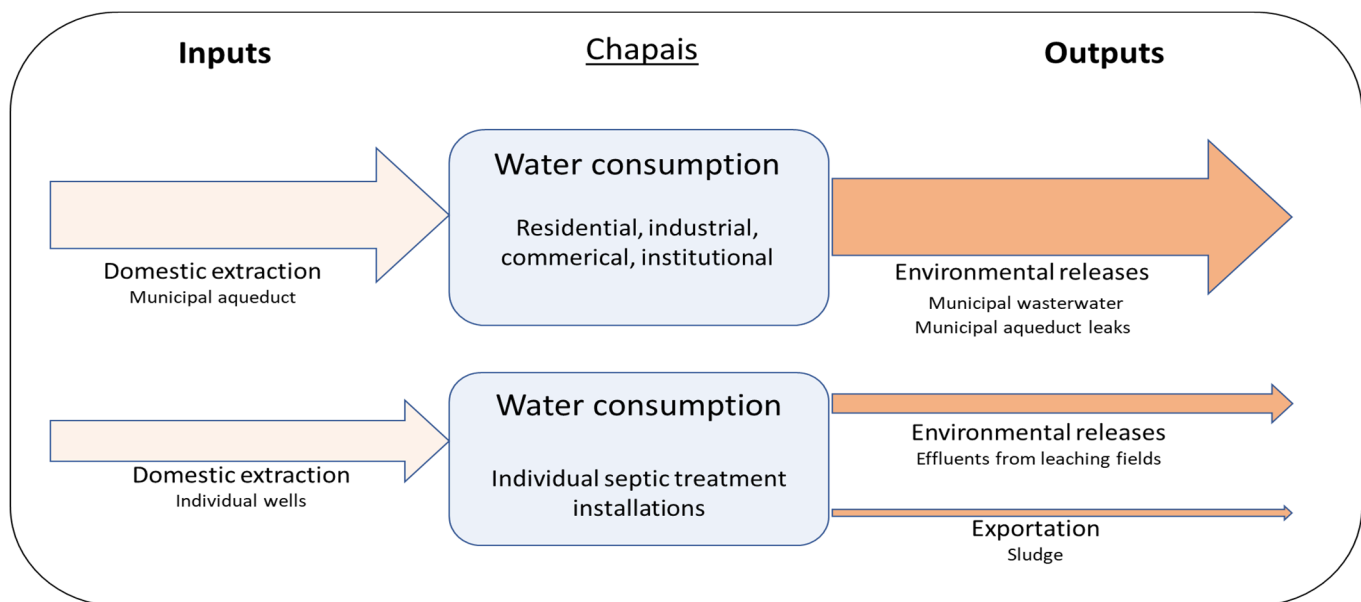 Inputs
Chapais
Outputs
Water consumption
Residential, industrial,
commerical, institutional
Domestic extraction
Municipal aqueduct
Environmental releases
Municipal wasterwater
Municipal aqueduct leaks
Water consumption
Individual septic treatment
installations
Domestic extraction
Individual wells
Environmental releases
Effluents from leaching fields
Exportation
Sludge